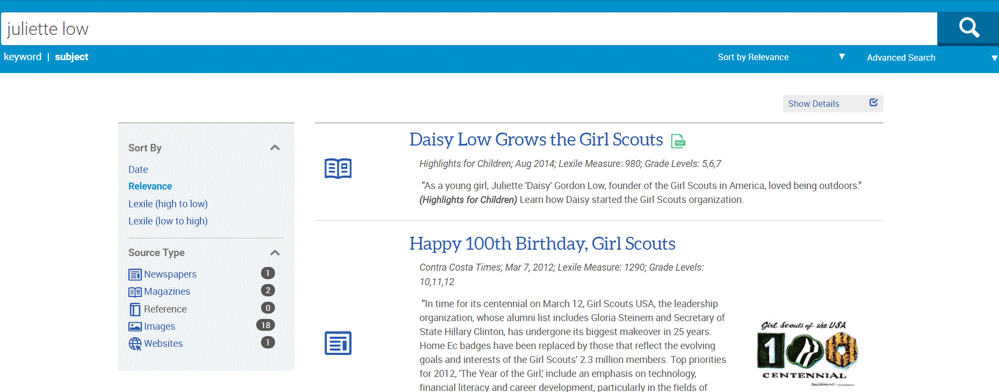 juliette low
keyword | subject
Sort by Relevance ▼ Advanced Search ▼
Show Details
Sort By
Date
Relevance
Lexile (high to low)
Lexile (low to high)
Source Type
Newspapers 1
Magazines 2
Reference 0
Images 18
Websites 1
Daisy Low Grows the Girl Scouts PDF
Highlights for Children; Aug 2014; Lexile Measure: 980; Grade Levels: 5,6,7
"As a young girl, Juliette 'Daisy' Gordon Low, founder of the Girl Scouts in America, loved being outdoors."
(Highlights for Children) Learn how Daisy started the Girl Scouts organization.
Happy 100th Birthday, Girl Scouts
Contra Costa Times; Mar 7, 2012; Lexile Measure: 1290; Grade Levels:
10,11,12
"In time for its centennial on March 12, Girl Scouts USA, the leadership
organization, whose alumni list includes Gloria Steinem and Secretary of
State Hillary Clinton, has undergone its biggest makeover in 25 years.
Home Ec badges have been replaced by those that reflect the evolving
goals and interests of the Girl Scouts' 2.3 million members. Top priorities
for 2012, 'The Year of the Girl,' include an emphasis on technology,
financial literacy and career development, particularly in the fields of
Girl Scouts of the USA
100
CENTENNIAL